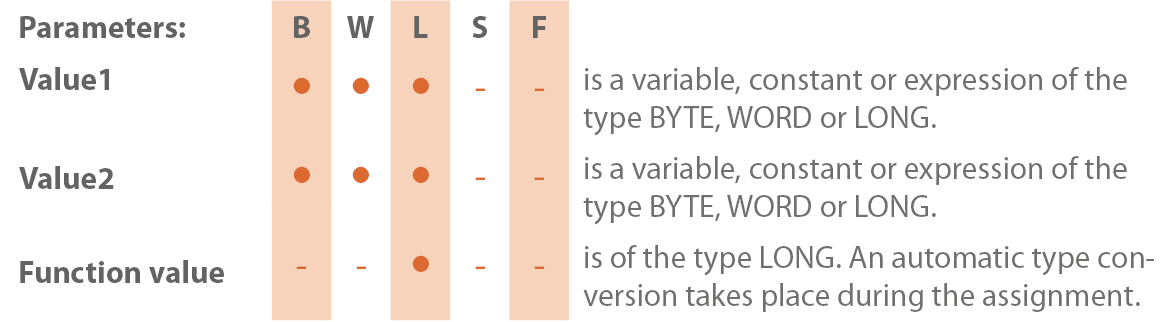 Parameters: B W L S F
Value1 ● ● ● - - is a variable, constant or expression of the
type BYTE, WORD or LONG.
Value2 ● ● ● - - is a variable, constant or expression of the
type BYTE, WORD or LONG.
Function value - - ● - - is of the type LONG. An automatic type con-
version takes place during the assignment.